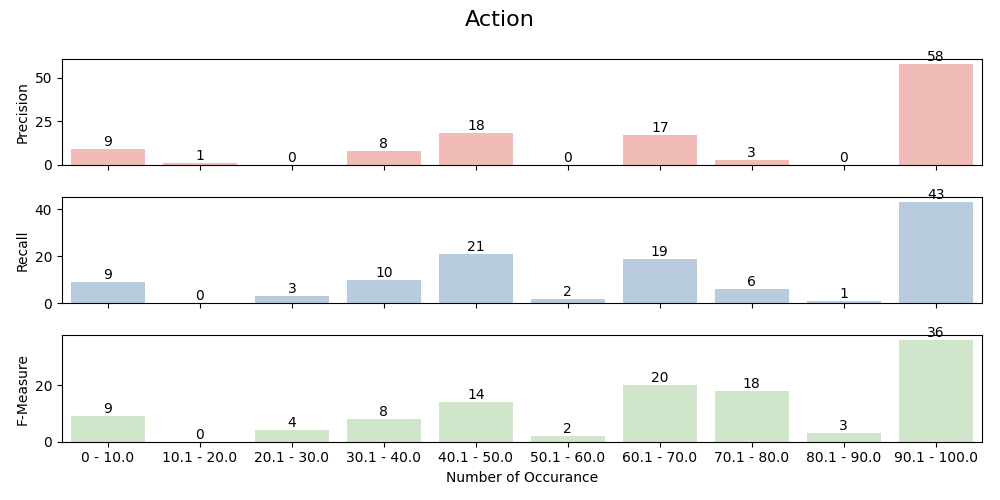 Action
Precision
50
25
0
9
1
0
8
18
0
17
3
0
58
Recall
40
20
0
9
0
3
10
21
2
19
6
1
43
F-Measure
20
0
9
0
4
8
14
2
20
18
3
36
0 - 10.0
10.1 - 20.0
20.1 - 30.0
30.1 - 40.0
40.1 - 50.0
50.1 - 60.0
60.1 - 70.0
70.1 - 80.0
80.1 - 90.0
90.1 - 100.0
Number of Occurance